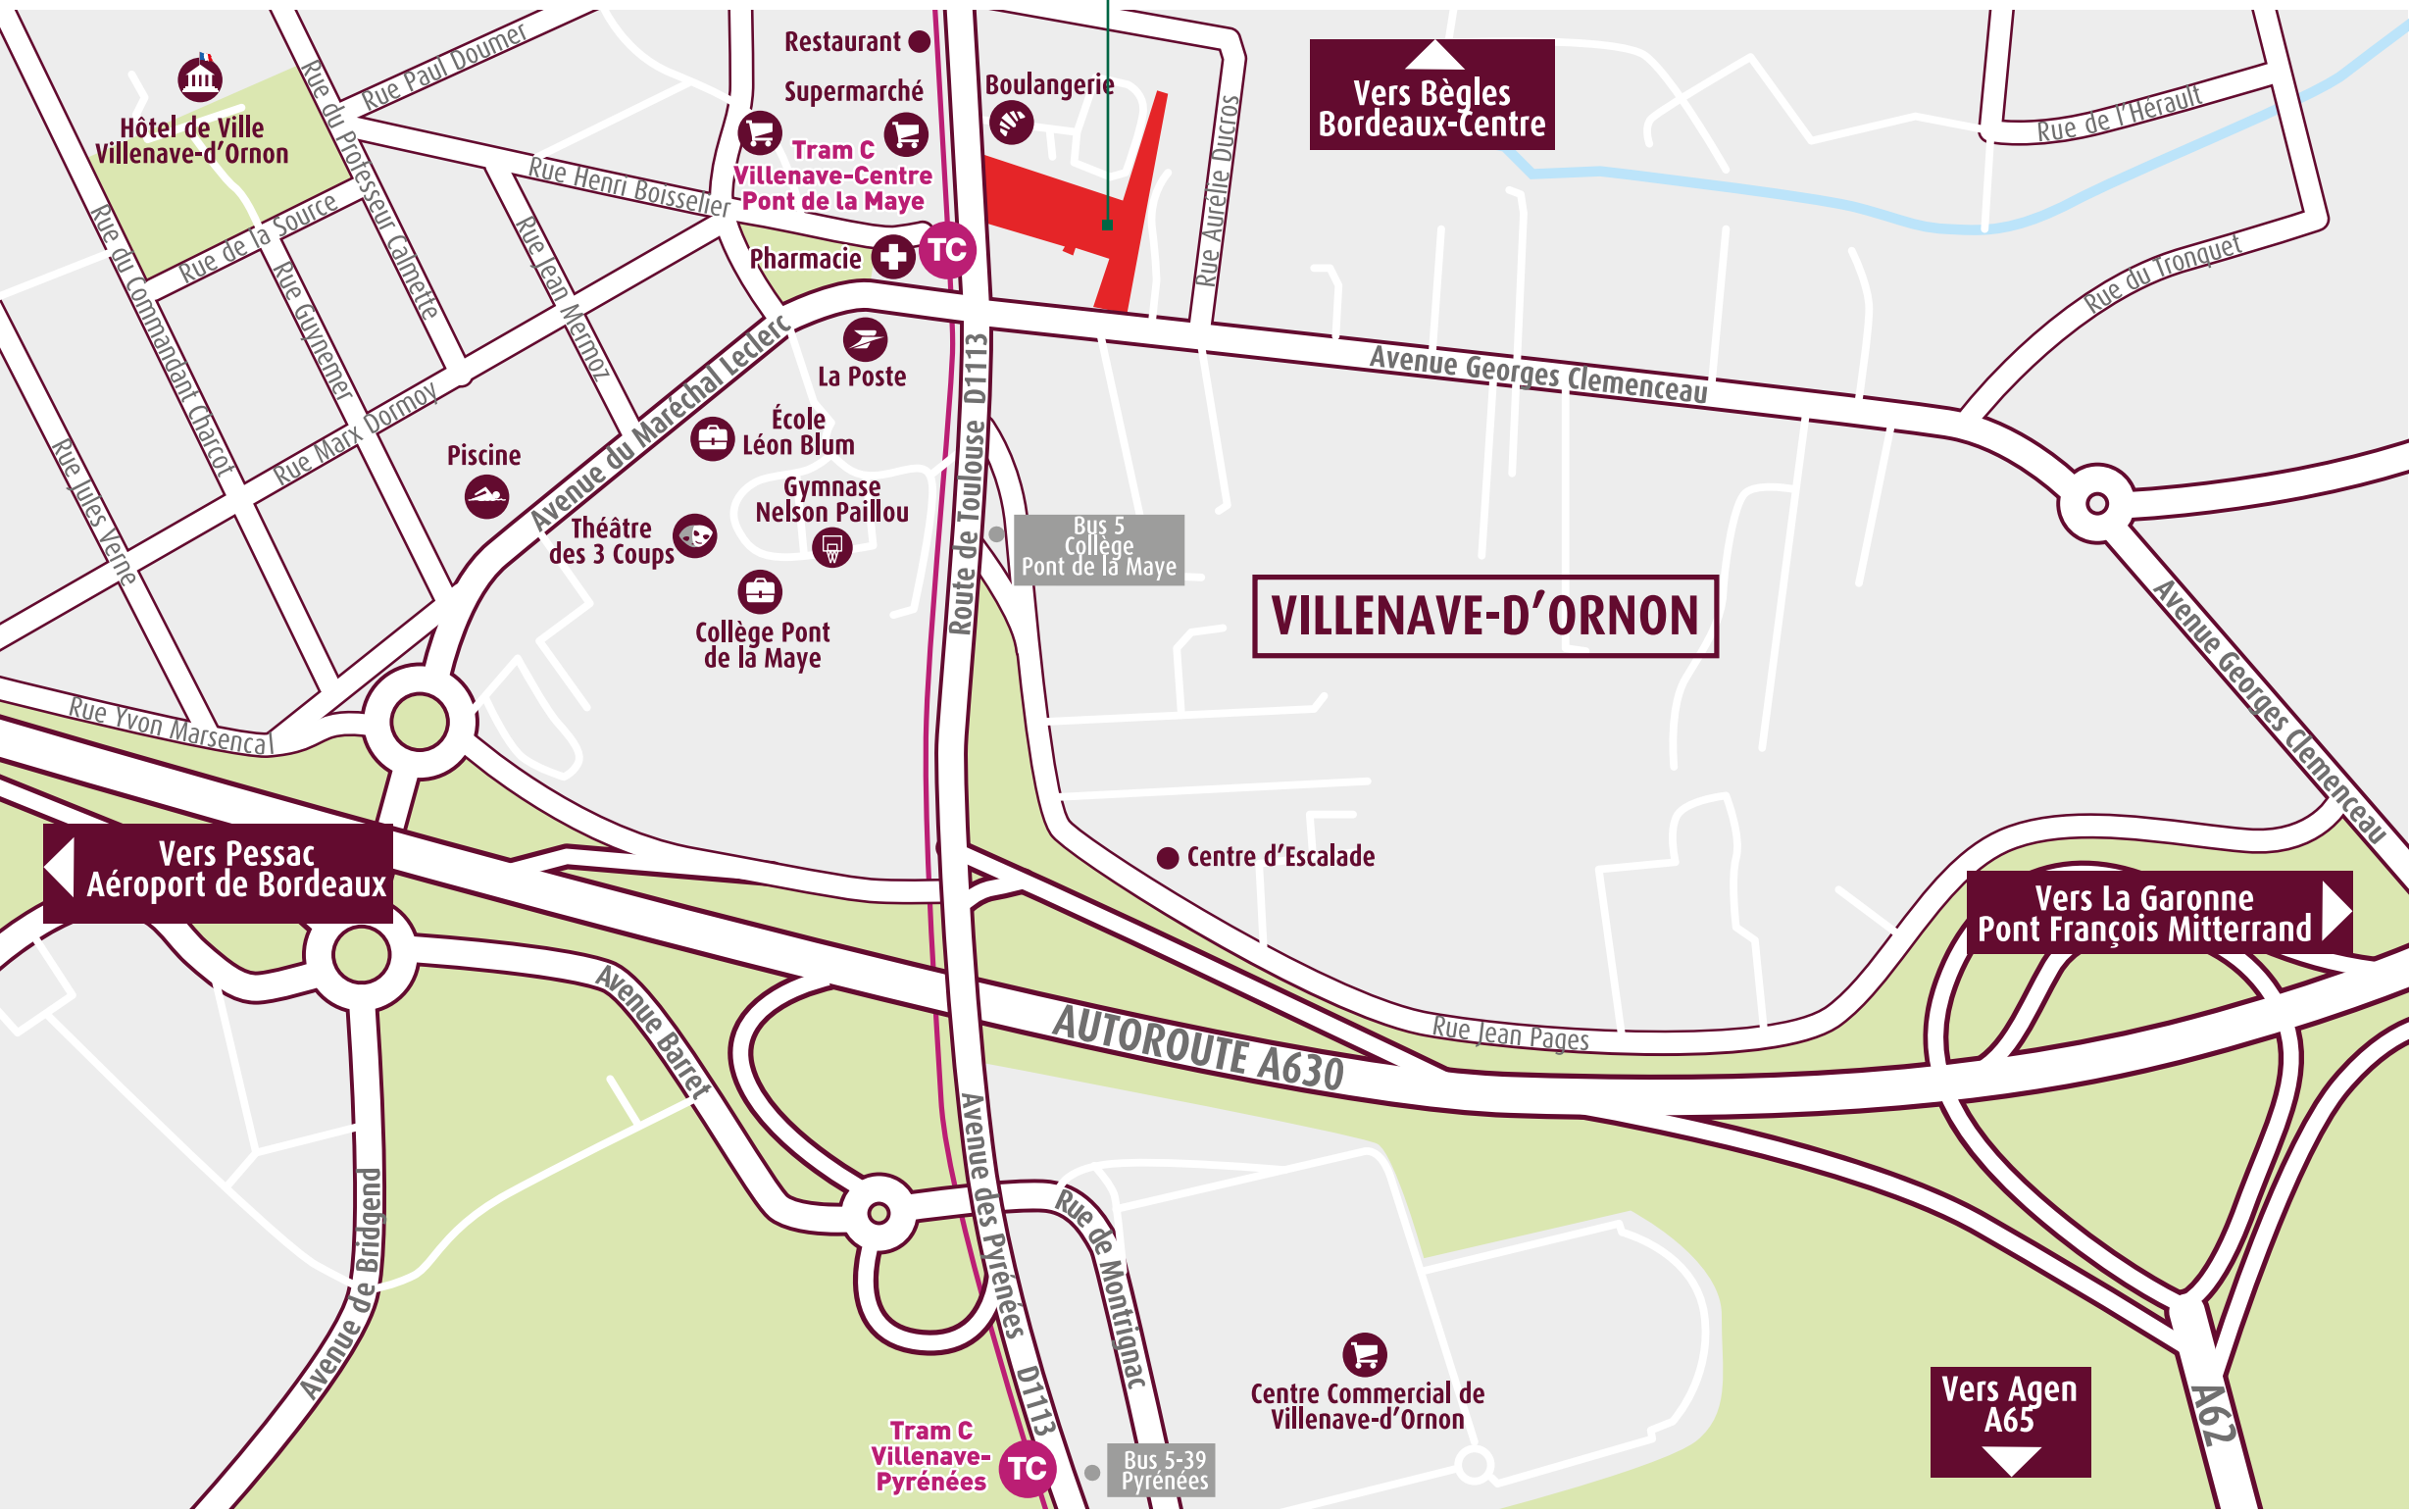 Restaurant
Supermarché
Boulangerie
Vers Bègles
Bordeaux-Centre
Rue Paul Doumer
Rue du Professeur Calmette
Rue de l'Hérault
Hôtel de Ville
Villenave-d'Ornon
Tram C
Villenave-Centre
Pont de la Maye
Rue Henri Boisselier
Rue Aurélie Ducros
Rue de la Source
Rue du Commandant Charcot
Rue Guynemer
Rue Jean Mermoz
Pharmacie
TC
Rue du Tronquet
La Poste
Avenue du Maréchal Leclerc
Avenue Georges Clemenceau
Route de Toulouse D1113
Rue Marx Dormoy
Rue Jules Verne
École
Léon Blum
Piscine
Gymnase
Nelson Paillou
Théâtre
des 3 Coups
Bus 5
Collège
Pont de la Maye
VILLENAVE-D'ORNON
Collège Pont
de la Maye
Avenue Georges Clemenceau
Rue Yvon Marsencal
Vers Pessac
Aéroport de Bordeaux
Centre d'Escalade
Vers La Garonne
Pont François Mitterrand
Avenue Barret
AUTOROUTE A630
Rue Jean Pages
Avenue des Pyrénées D1113
Rue de Montrignac
Avenue de Bridgend
Centre Commercial de
Villenave-d'Ornon
Vers Agen
A65
A62
Tram C
Villenave-
Pyrénées
TC
Bus 5-39
Pyrénées